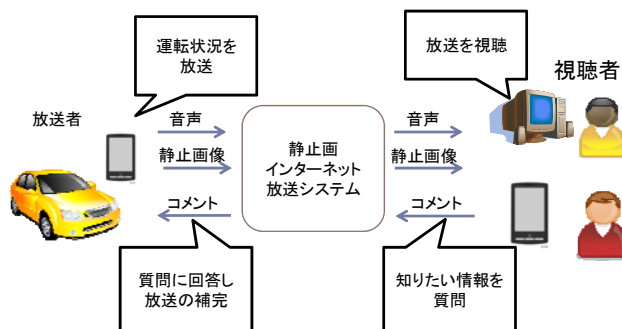 運転状況を
放送
放送を視聴
視聴者
放送者
音声
静止画像
コメント
静止画
インターネット
放送システム
音声
静止画像
コメント
質問に回答し
放送の補完
知りたい情報を
質問